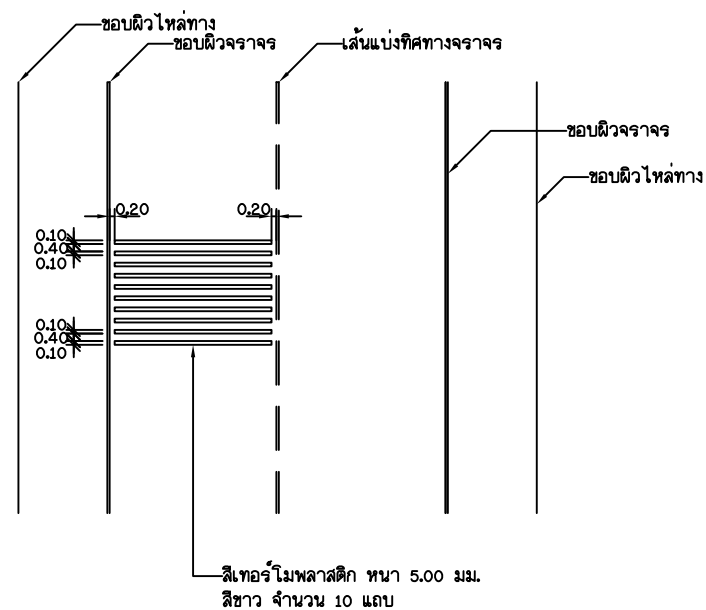 ขอบผิวไหล่ทาง
ขอบผิวจราจร
เส้นแบ่งทิศทางจราจร
ขอบผิวจราจร
ขอบผิวไหล่ทาง
0.20
0.20
0.10
0.40
0.10
0.10
0.40
0.10
สีเทอร์โมพลาสติก หนา 5.00 มม.
สีขาว จำนวน 10 แถบ